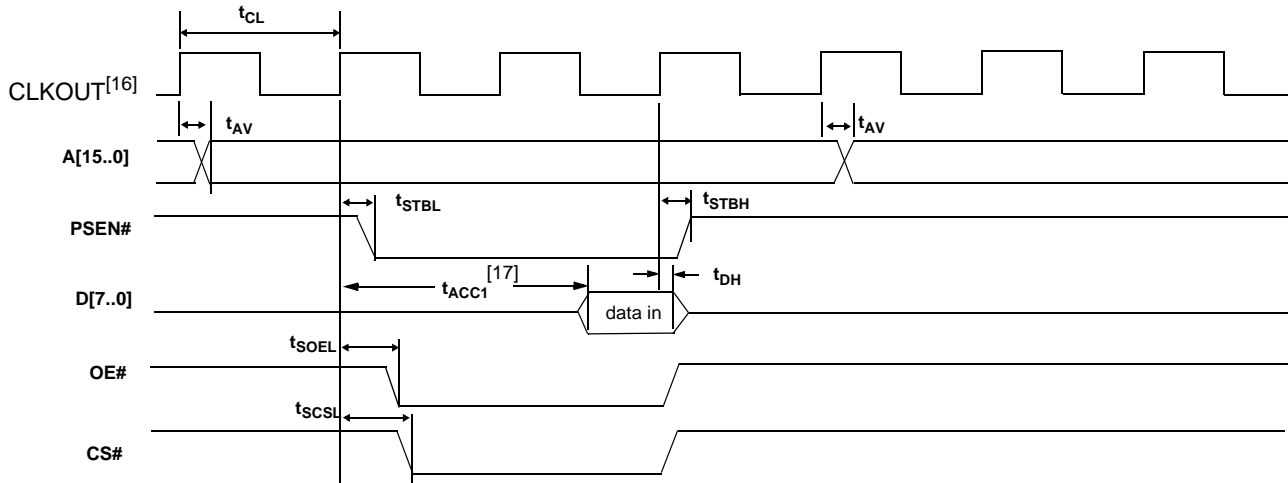 tCL
CLKOUT[16]
tAV
tAV
A[15..0]
tSTBL
tSTBH
PSEN#
[17]
tACC1
tDH
D[7..0]
data in
tSOEL
OE#
tSCSL
CS#